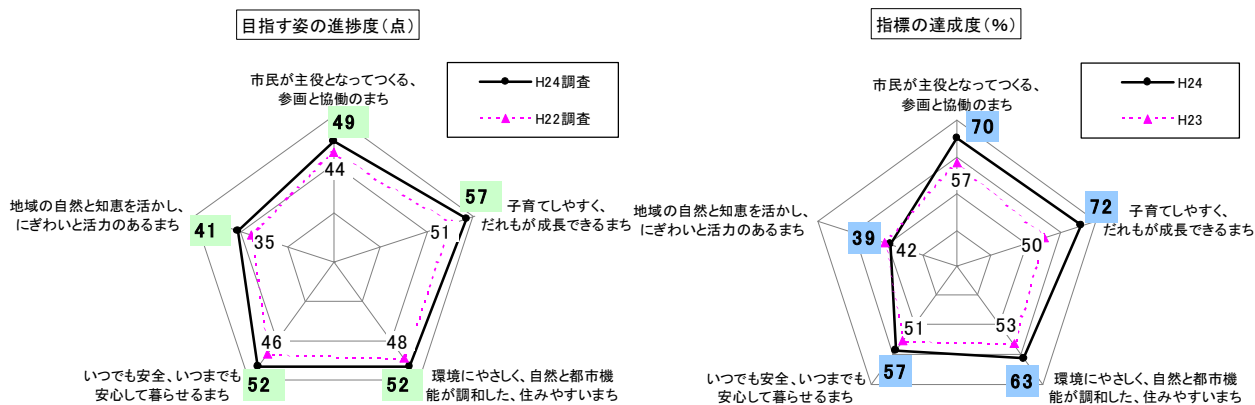 目指す姿の進捗度(点)
H24調査
H22調査
市民が主役となってつくる、
参画と協働のまち
49
44
57
子育てしやすく、
だれもが成長できるまち
51
地域の自然と知恵を活かし、
にぎわいと活力のあるまち
41
35
46
48
いつでも安全、いつまでも
安心して暮らせるまち
52
52
環境にやさしく、自然と都市機
能が調和した、住みやすいまち
指標の達成度(%)
H24
H23
市民が主役となってつくる、
参画と協働のまち
70
57
72
子育てしやすく、
だれもが成長できるまち
50
地域の自然と知恵を活かし、
にぎわいと活力のあるまち
39
42
51
53
いつでも安全、いつまでも
安心して暮らせるまち
57
63
環境にやさしく、自然と都市機
能が調和した、住みやすいまち